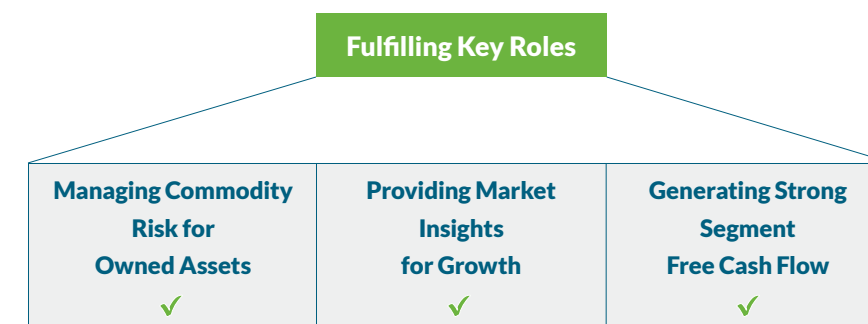 Fulfilling Key Roles
Managing Commodity
Risk for
Owned Assets
Providing Market
Insights
for Growth
Generating Strong
Segment
Free Cash Flow